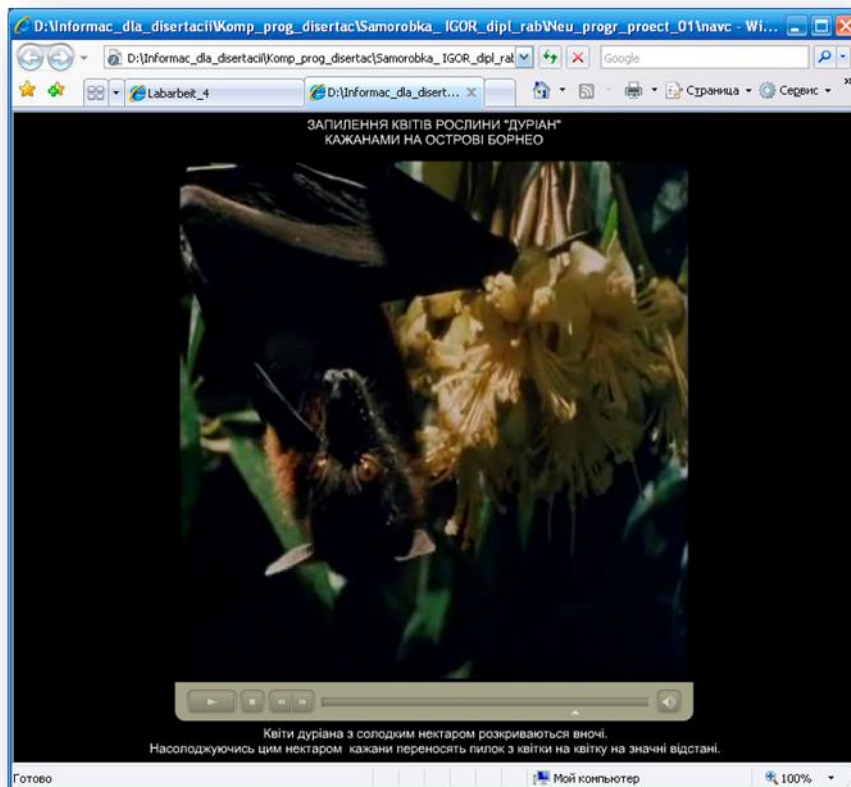 D:\Informac_dla_disertacii\Komp_prog_disertac\Samorobka_ IGOR_dipl_rab\Neu_progr_proect_01\navc - Wi...
D:\Informac_dla_disertacii\Komp_prog_disertac\Samorobka_ IGOR_dipl_rab
Google
Labarbeit_4
D:\Informac_dla_disert...
Страница
Сервис
ЗАПИЛЕННЯ КВІТІВ РОСЛИНИ "ДУРІАН"
КАЖАНАМИ НА ОСТРОВІ БОРНЕО
Квіти дуріана з солодким нектаром розкриваються вночі.
Насолоджуючись цим нектаром кажани переносять пилок з квітки на квітку на значні відстані.
Готово
Мой компьютер
100%